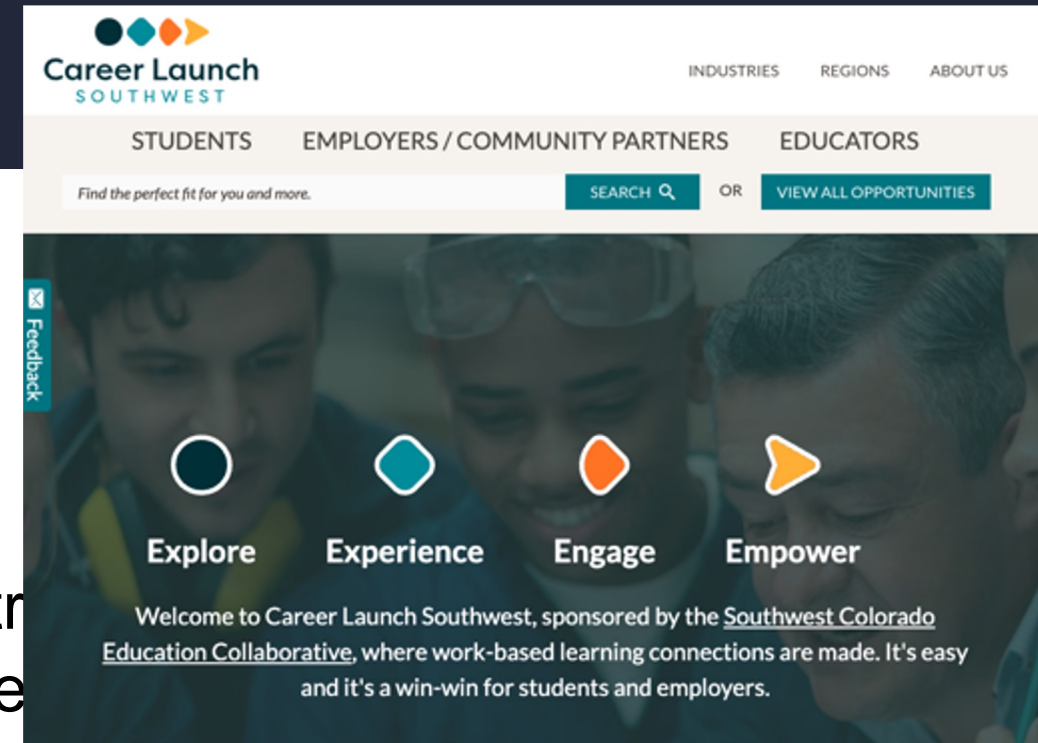 Career Launch
SOUTHWEST
INDUSTRIES REGIONS ABOUT US
STUDENTS EMPLOYERS / COMMUNITY PARTNERS EDUCATORS
Find the perfect fit for you and more.
SEARCH OR VIEW ALL OPPORTUNITIES
Feedback
Explore Experience Engage Empower
Welcome to Career Launch Southwest, sponsored by the Southwest Colorado
Education Collaborative, where work-based learning connections are made. It's easy
and it's a win-win for students and employers.